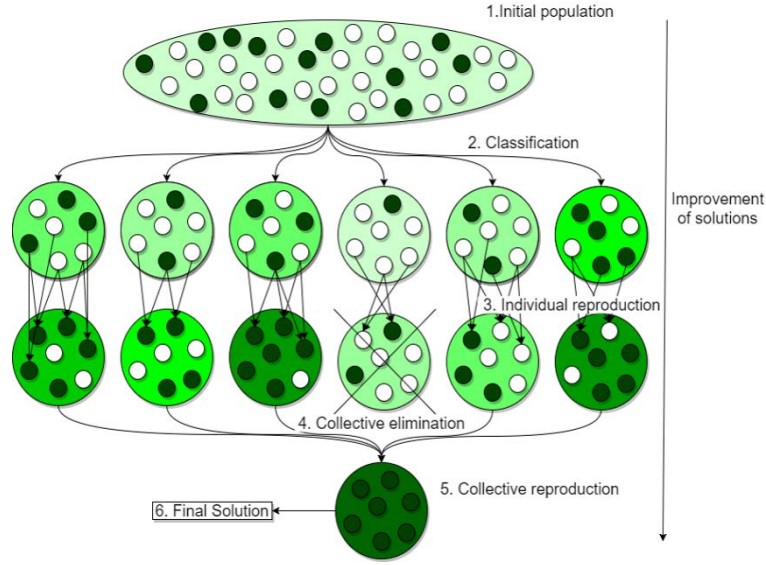 1.Initial population
2. Classification
Improvement
of solutions
3. Individual reproduction
4. Collective elimination
5. Collective reproduction
6. Final Solution